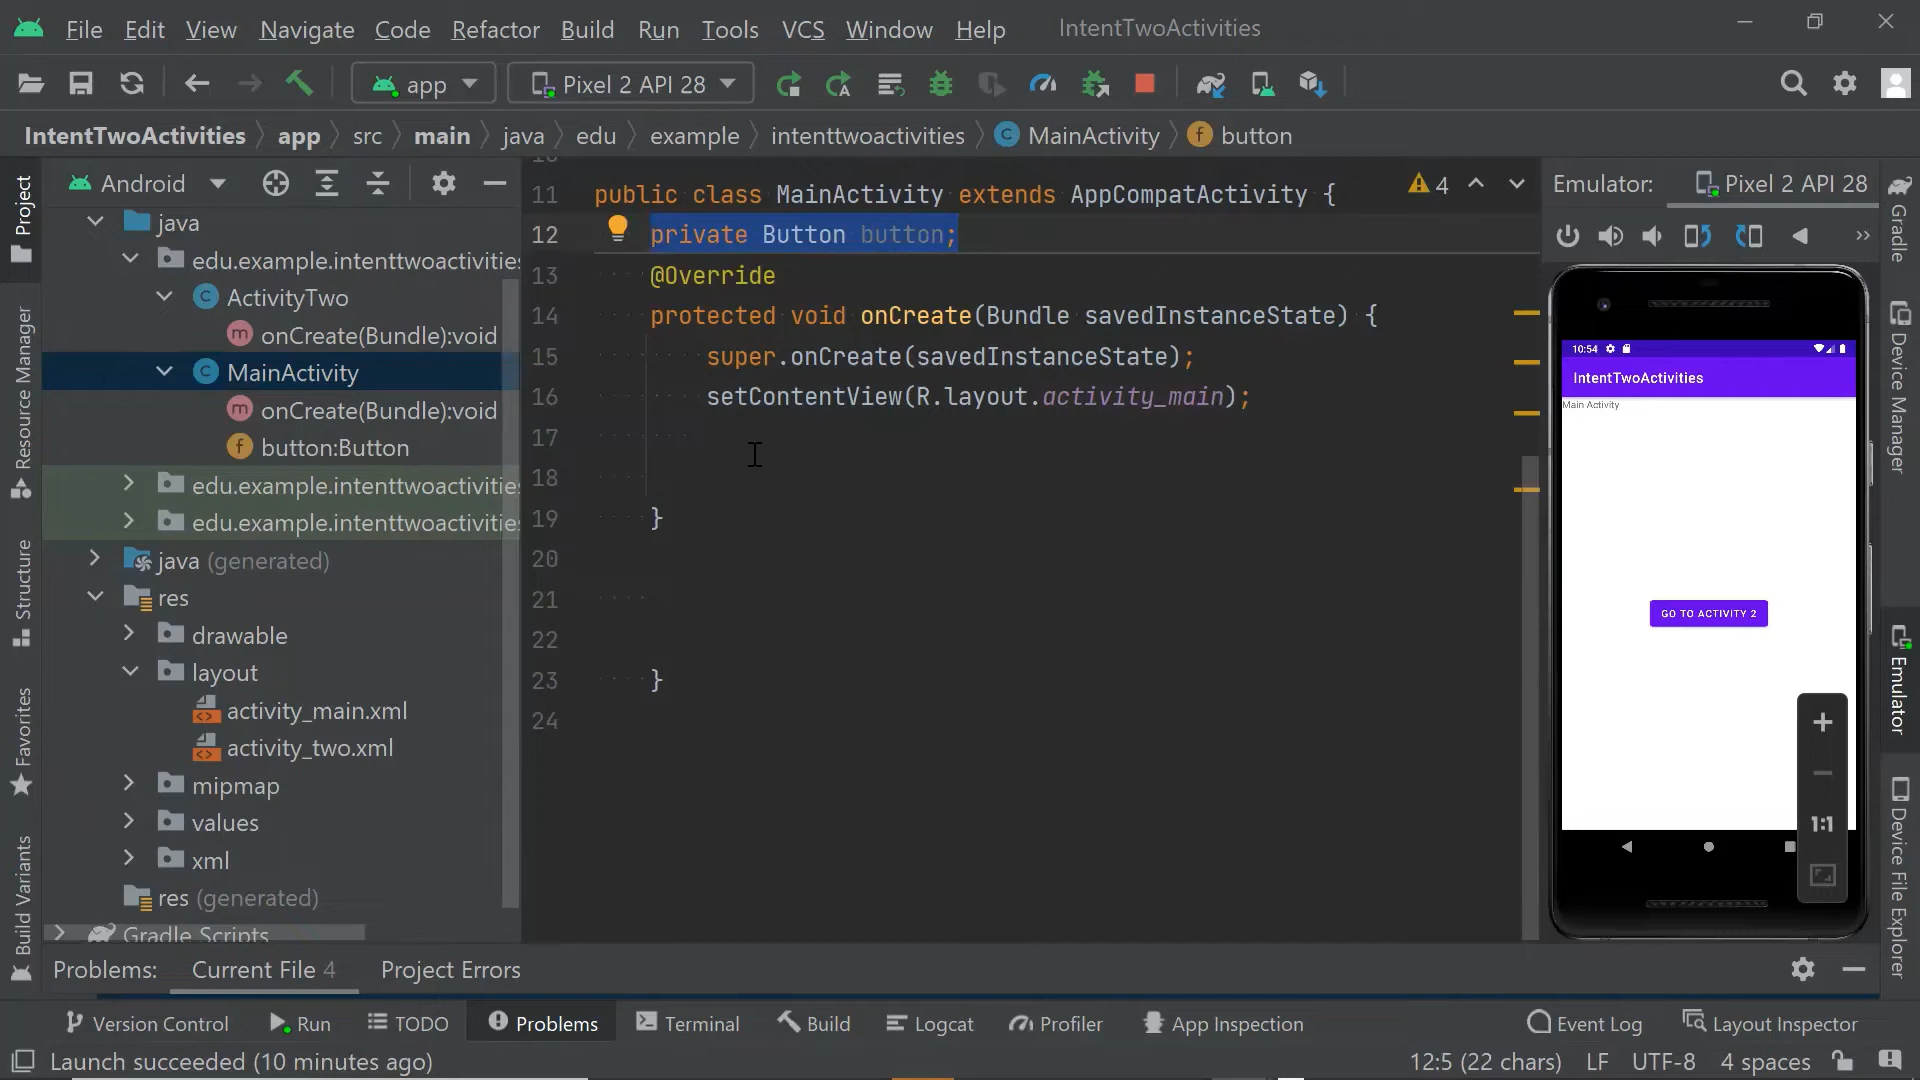 File Edit View Navigate Code Refactor Build Run Tools VCS Window Help IntentTwoActivities
app Pixel 2 API 28
IntentTwoActivities app src main java edu example intenttwoactivities MainActivity button
Project
Resource Manager
Structure
Favorites
Build Variants
Android
java
edu.example.intenttwoactivitie
ActivityTwo
onCreate(Bundle):void
MainActivity
onCreate(Bundle):void
button:Button
edu.example.intenttwoactivitie
edu.example.intenttwoactivitie
java (generated)
res
drawable
layout
activity_main.xml
activity_two.xml
mipmap
values
xml
res (generated)
Gradle Scripts
10
11 public class MainActivity extends AppCompatActivity {
12 private Button button;
13 @Override
14 protected void onCreate(Bundle savedInstanceState) {
15 super.onCreate(savedInstanceState);
16 setContentView(R.layout.activity_main);
17
18
19 }
20
21
22
23 }
24
4
Emulator: Pixel 2 API 28
10:54
IntentTwoActivities
Main Activity
GO TO ACTIVITY 2
1:1
Gradle
Device Manager
Emulator
Device File Explorer
Problems: Current File 4 Project Errors
Version Control Run TODO Problems Terminal Build Logcat Profiler App Inspection Event Log Layout Inspector
Launch succeeded (10 minutes ago) 12:5 (22 chars) LF UTF-8 4 spaces